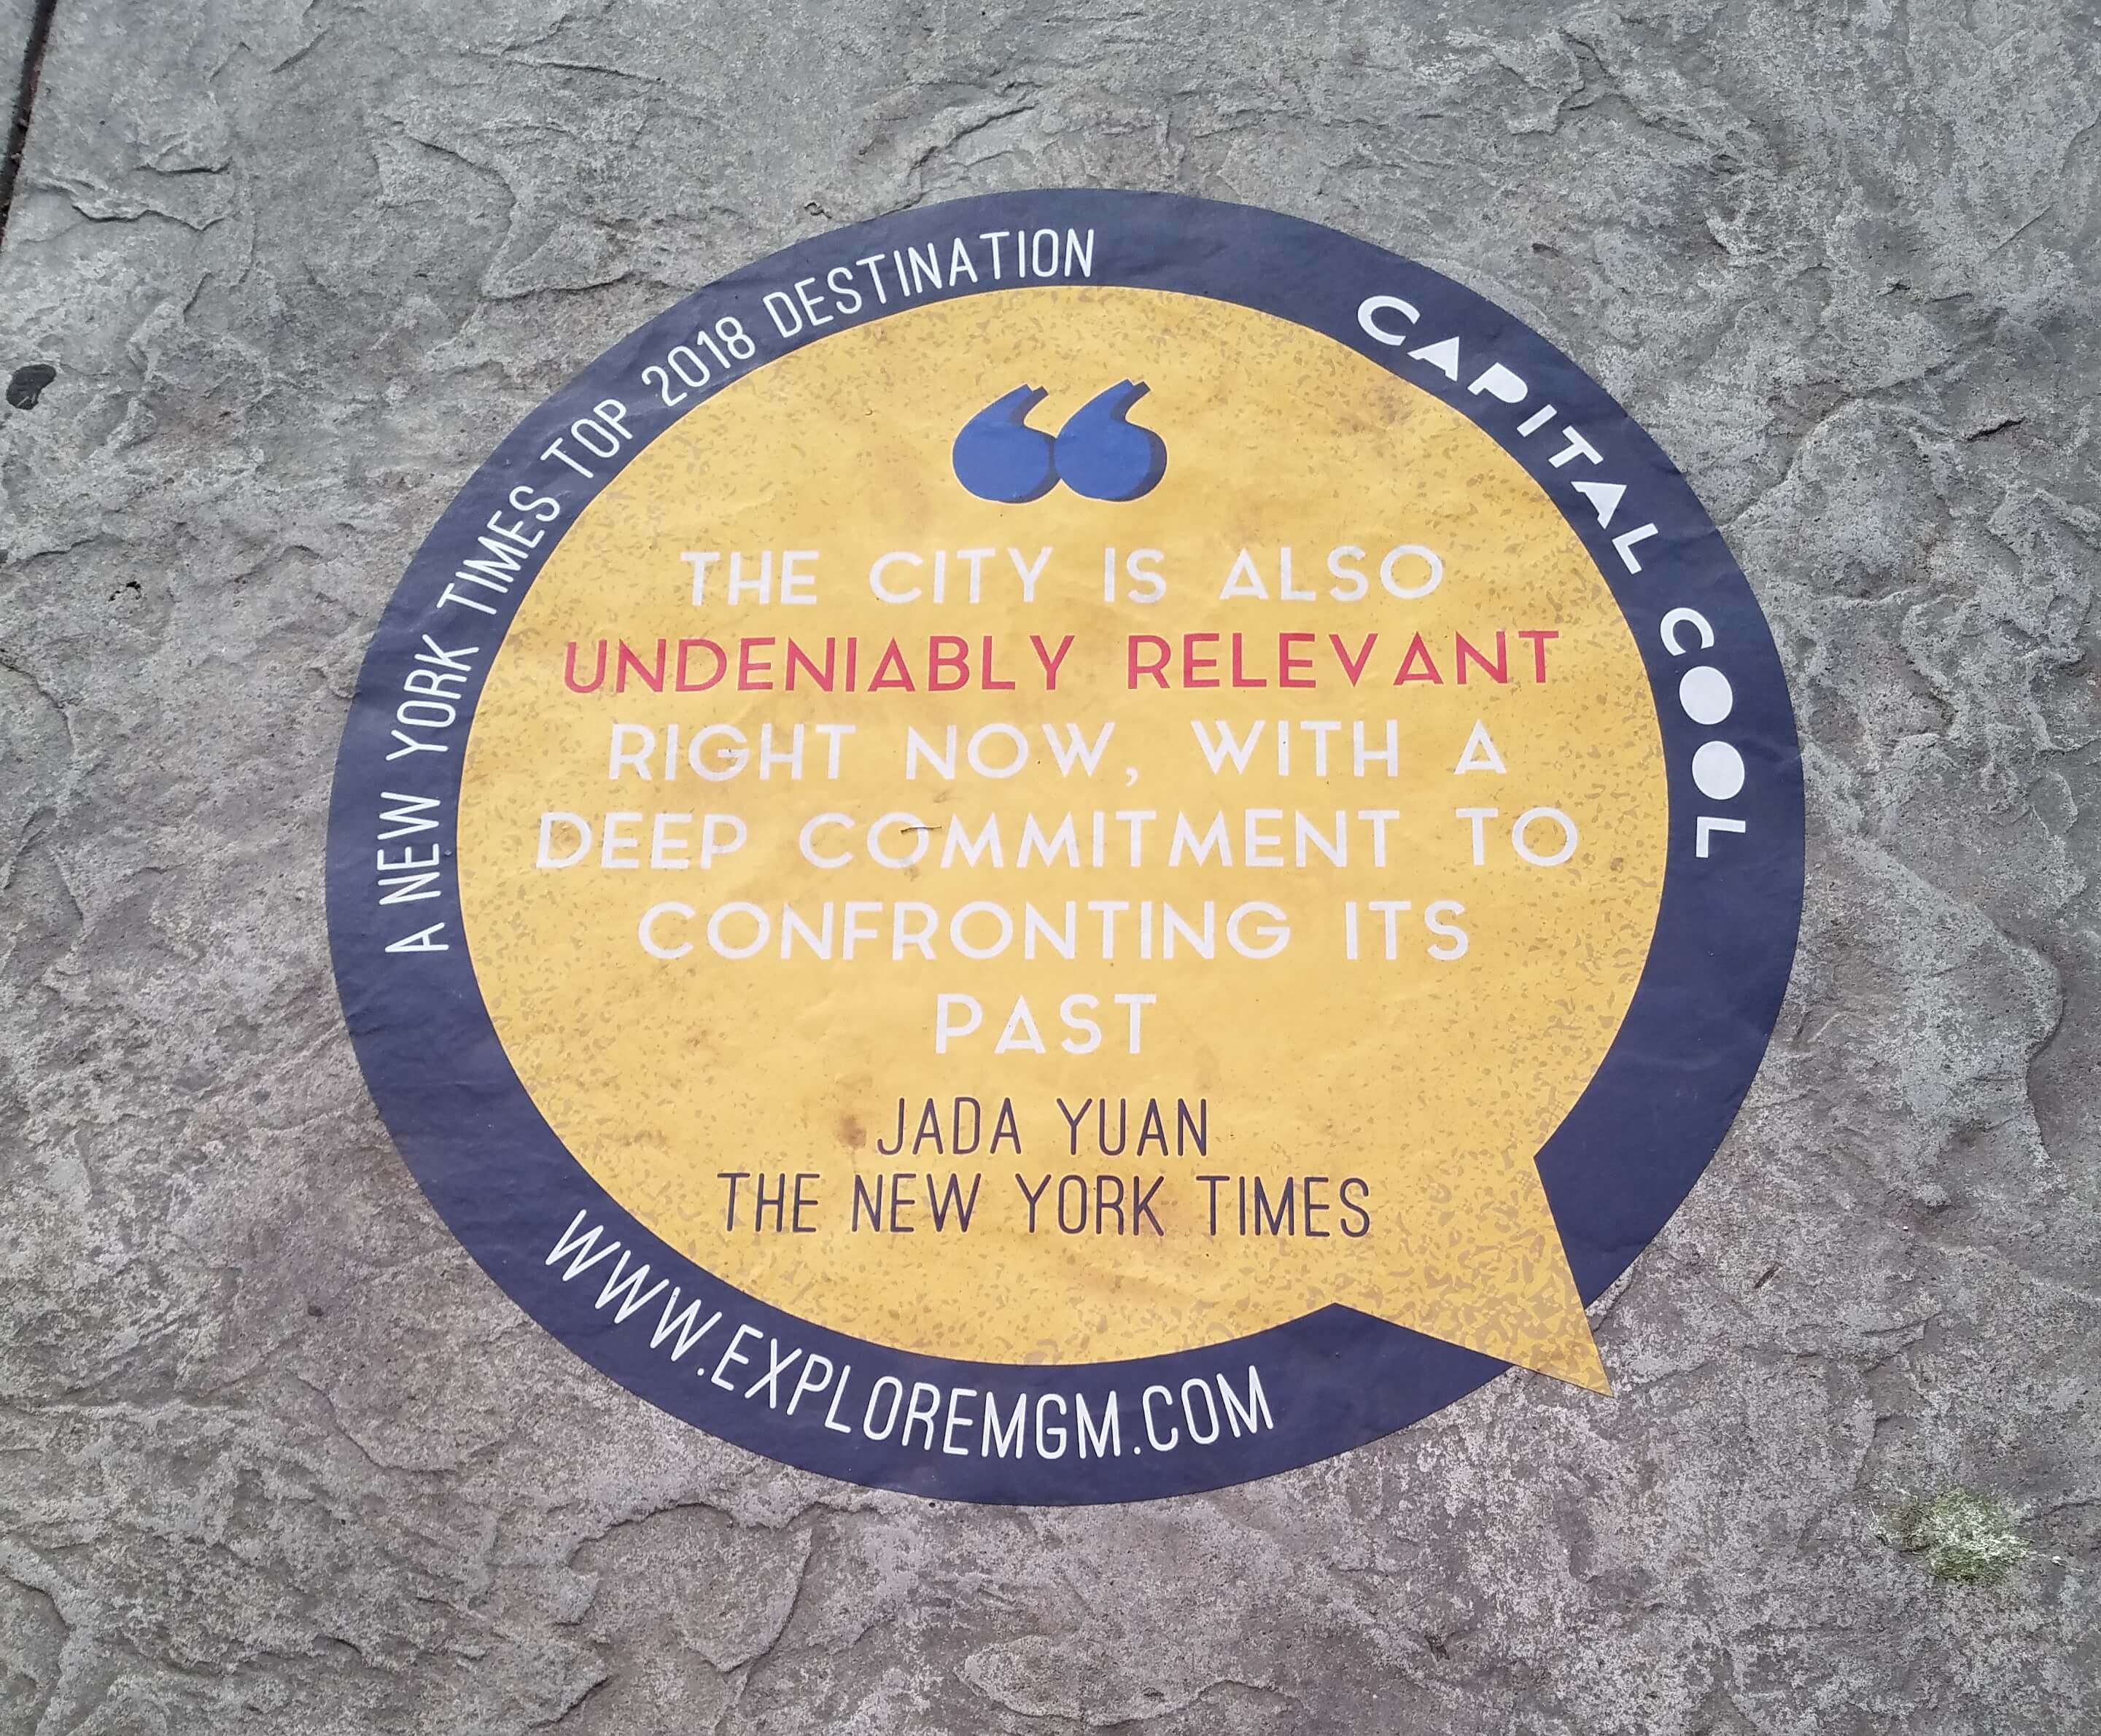 A NEW YORK TIMES TOP 2018 DESTINATION
CAPITAL COOL
“
THE CITY IS ALSO
UNDENIABLY RELEVANT
RIGHT NOW, WITH A
DEEP COMMITMENT TO
CONFRONTING ITS
PAST
JADA YUAN
THE NEW YORK TIMES
WWW.EXPLOREMGM.COM